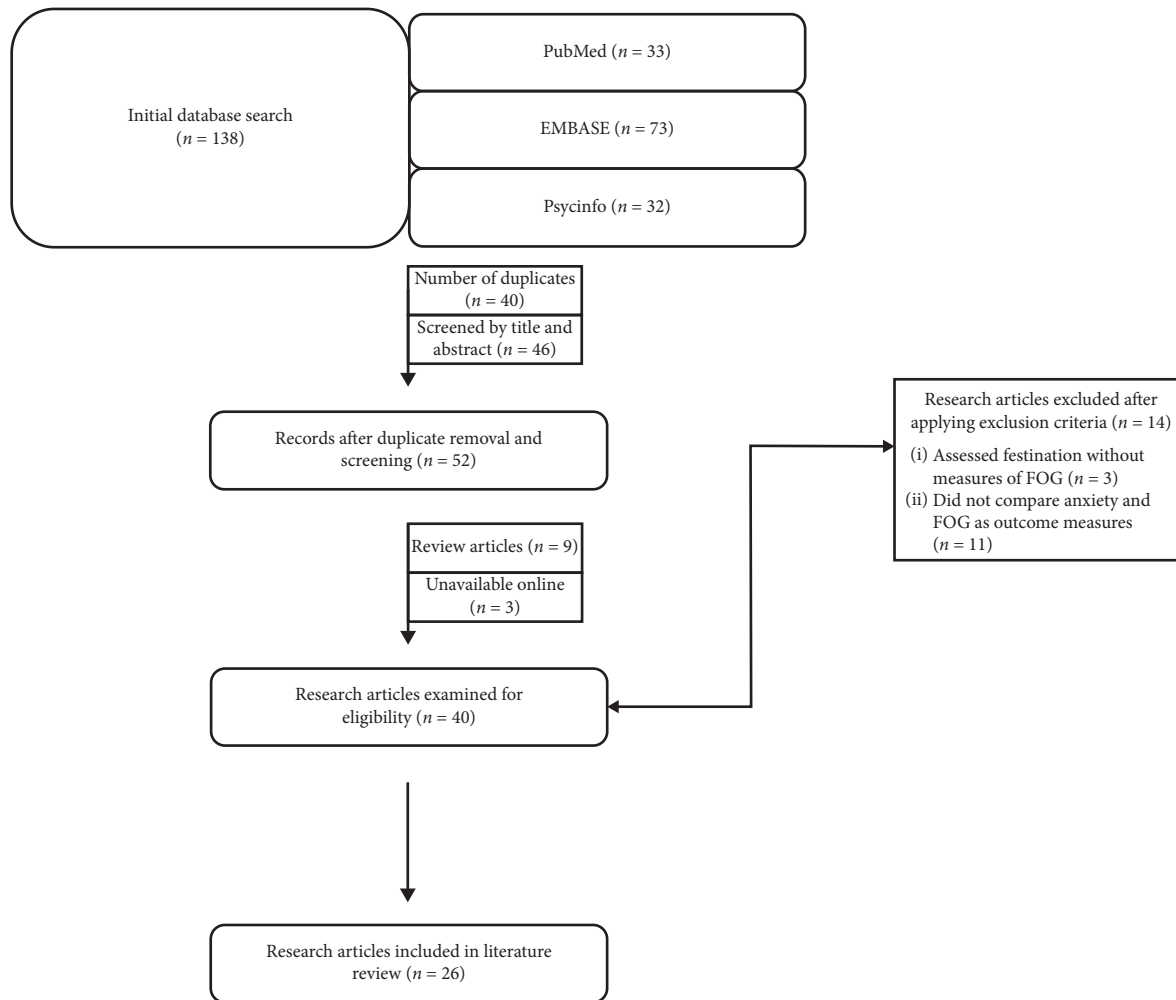 Initial database search
(n = 138)
PubMed (n = 33)
EMBASE (n = 73)
Psycinfo (n = 32)
Number of duplicates
(n = 40)
Screened by title and
abstract (n = 46)
Records after duplicate removal and
screening (n = 52)
Review articles (n = 9)
Unavailable online
(n = 3)
Research articles examined for
eligibility (n = 40)
Research articles excluded after
applying exclusion criteria (n = 14)
(i) Assessed festination without
measures of FOG (n = 3)
(ii) Did not compare anxiety and
FOG as outcome measures
(n = 11)
Research articles included in literature
review (n = 26)